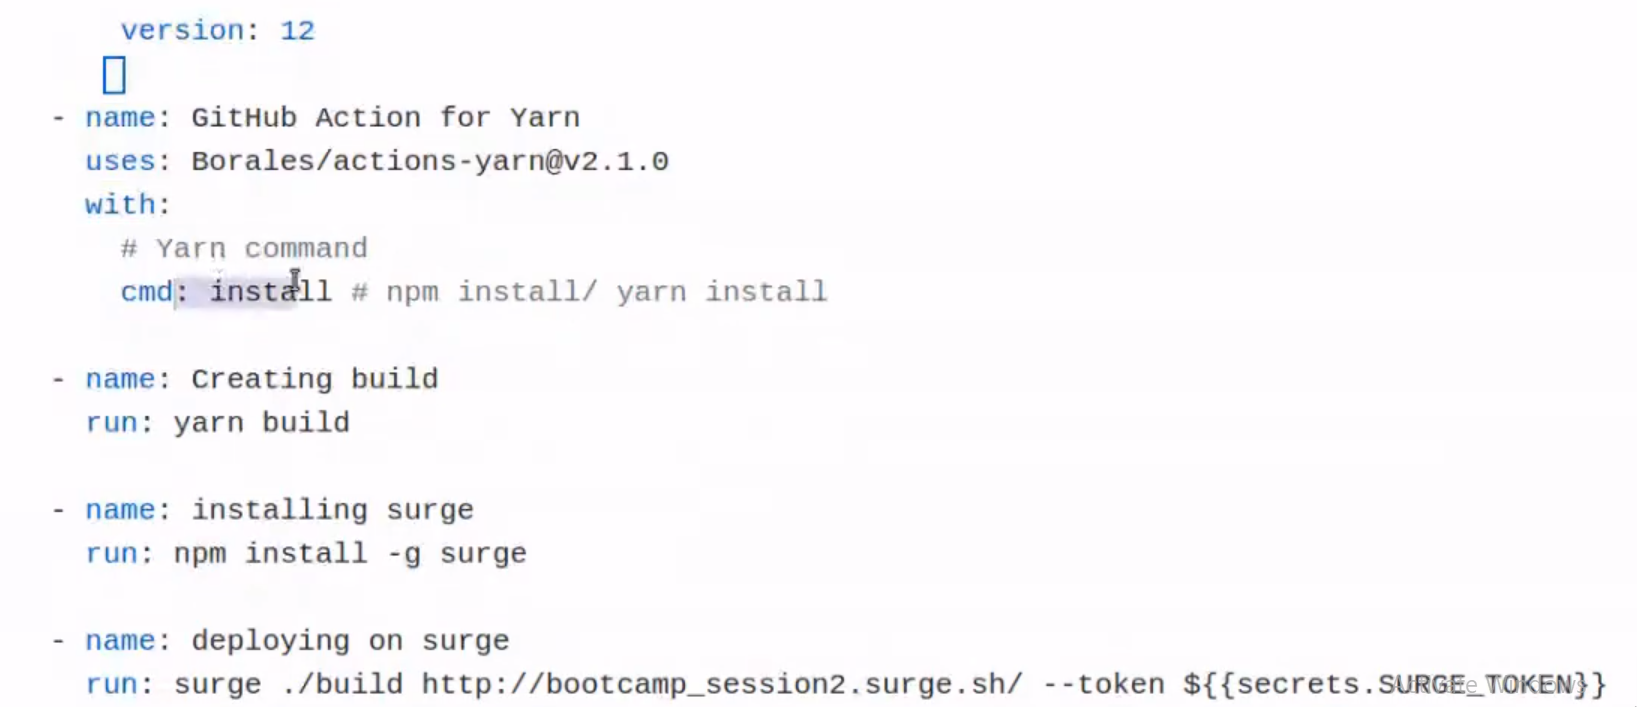 version: 12
- name: GitHub Action for Yarn
uses: Borales/actions-yarn@v2.1.0
with:
# Yarn command
cmd: install # npm install/ yarn install
- name: Creating build
run: yarn build
- name: installing surge
run: npm install -g surge
- name: deploying on surge
run: surge ./build http://bootcamp_session2.surge.sh/ --token ${{secrets.SURGE_TOKEN}}
Activate Windows